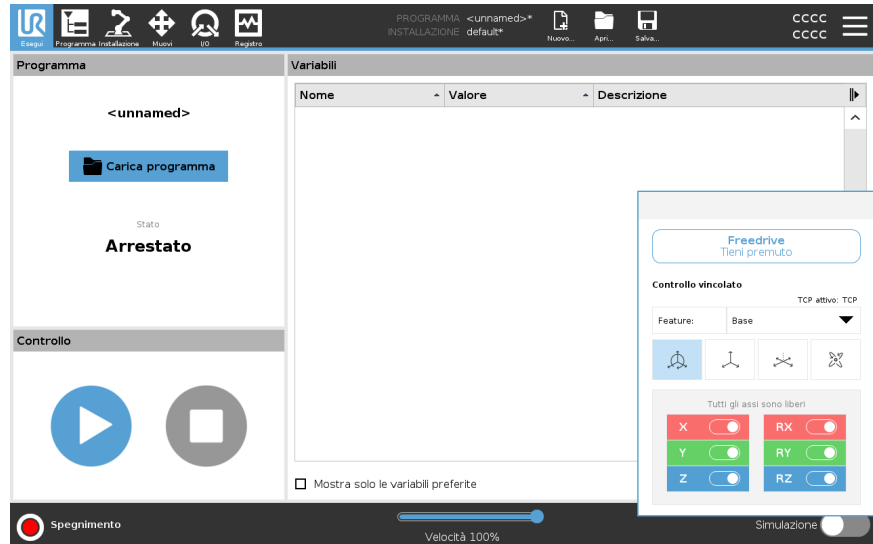 UR
Esegui
Programma
Installazione
Muovi
I/O
Registro
PROGRAMMA <unnamed>*
INSTALLAZIONE default*
Nuovo...
Apri...
Salva...
CCCC
CCCC
Programma
<unnamed>
Carica programma
Stato
Arrestato
Controllo
Variabili
Nome
Valore
Descrizione
Mostra solo le variabili preferite
Freedrive
Tieni premuto
Controllo vincolato
TCP attivo: TCP
Feature:
Base
Tutti gli assi sono liberi
X
RX
Y
RY
Z
RZ
Spegnimento
Velocità 100%
Simulazione